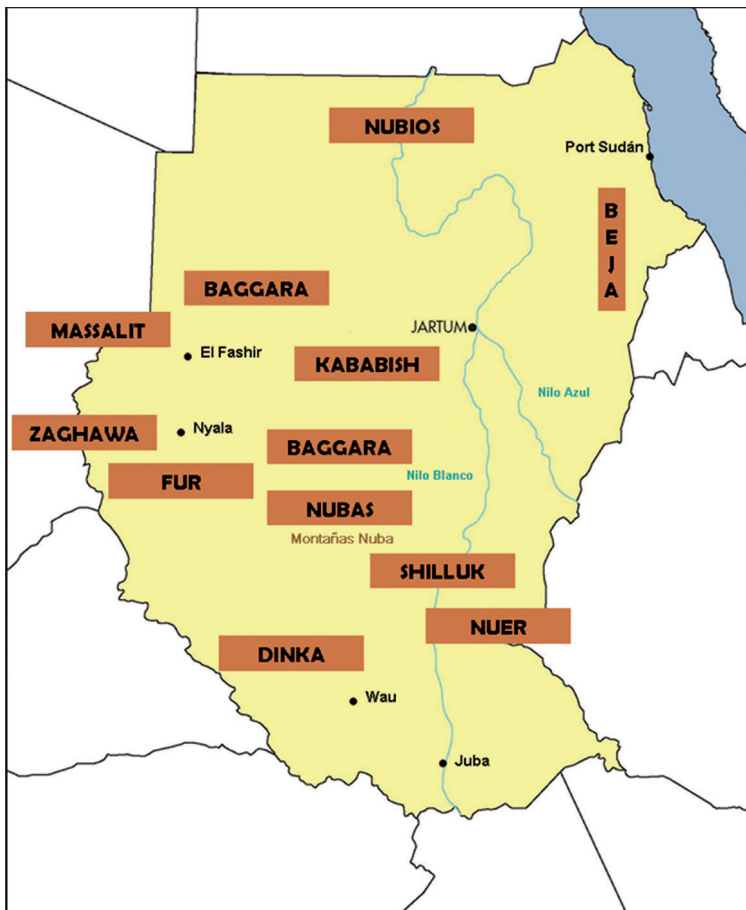 NUBIOS
Port Sudán
BEJA
BAGGARA
MASSALIT
JARTUM
El Fashir
KABABISH
Nilo Azul
ZAGHAWA
Nyala
BAGGARA
FUR
Nilo Blanco
NUBAS
Montañas Nuba
SHILLUK
NUER
DINKA
Wau
Juba